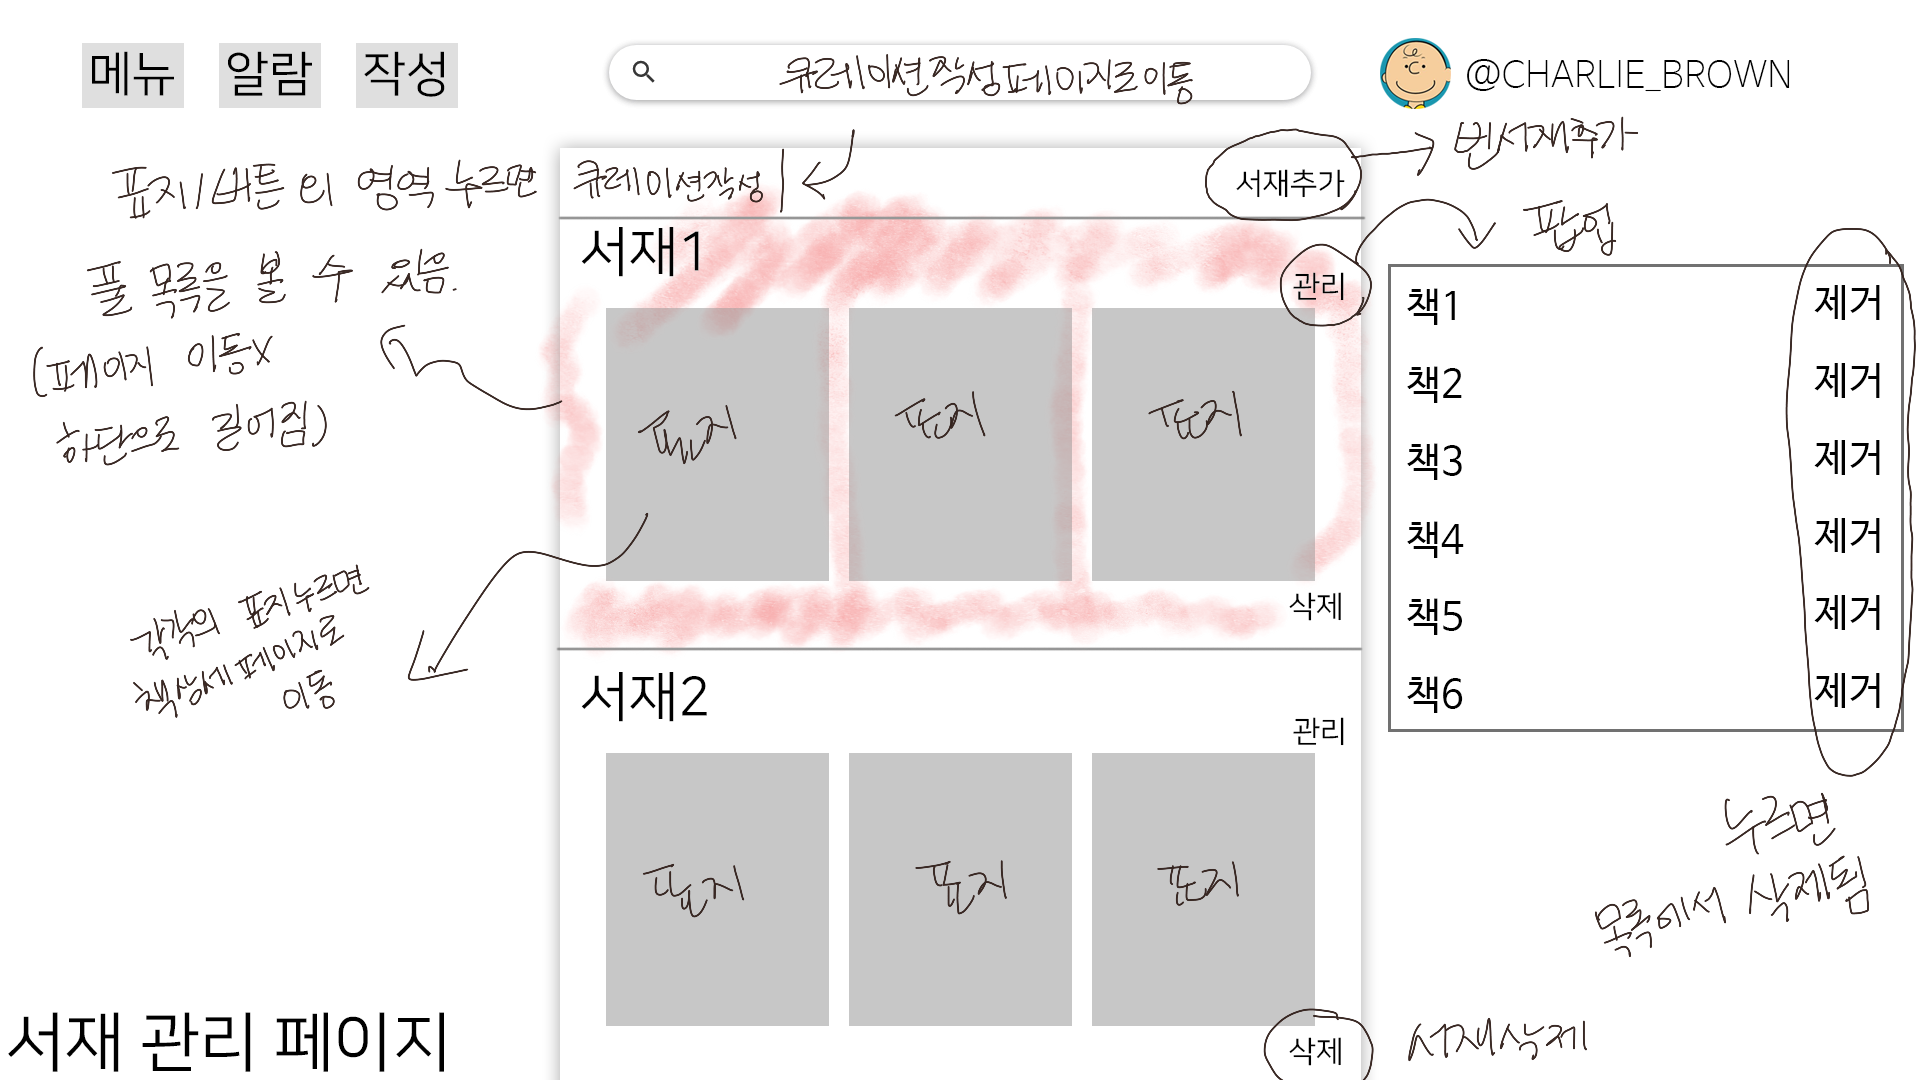 메뉴 알람 작성
큐레이션작성페이지로이동
@CHARLIE_BROWN
표지/버튼 외 영역 누르면
풀 목록을 볼 수 있음.
(페이지 이동X
하단으로 길어짐)
큐레이션작성
서재추가
빈서재추가
서재1
관리
팝업
표지 표지 표지
삭제
각각의 표지누르면
책상세페이지로
이동
책1 제거
책2 제거
책3 제거
책4 제거
책5 제거
책6 제거
누르면
목록에서 삭제됨
서재2
관리
표지 표지 표지
삭제
서재삭제
서재 관리 페이지